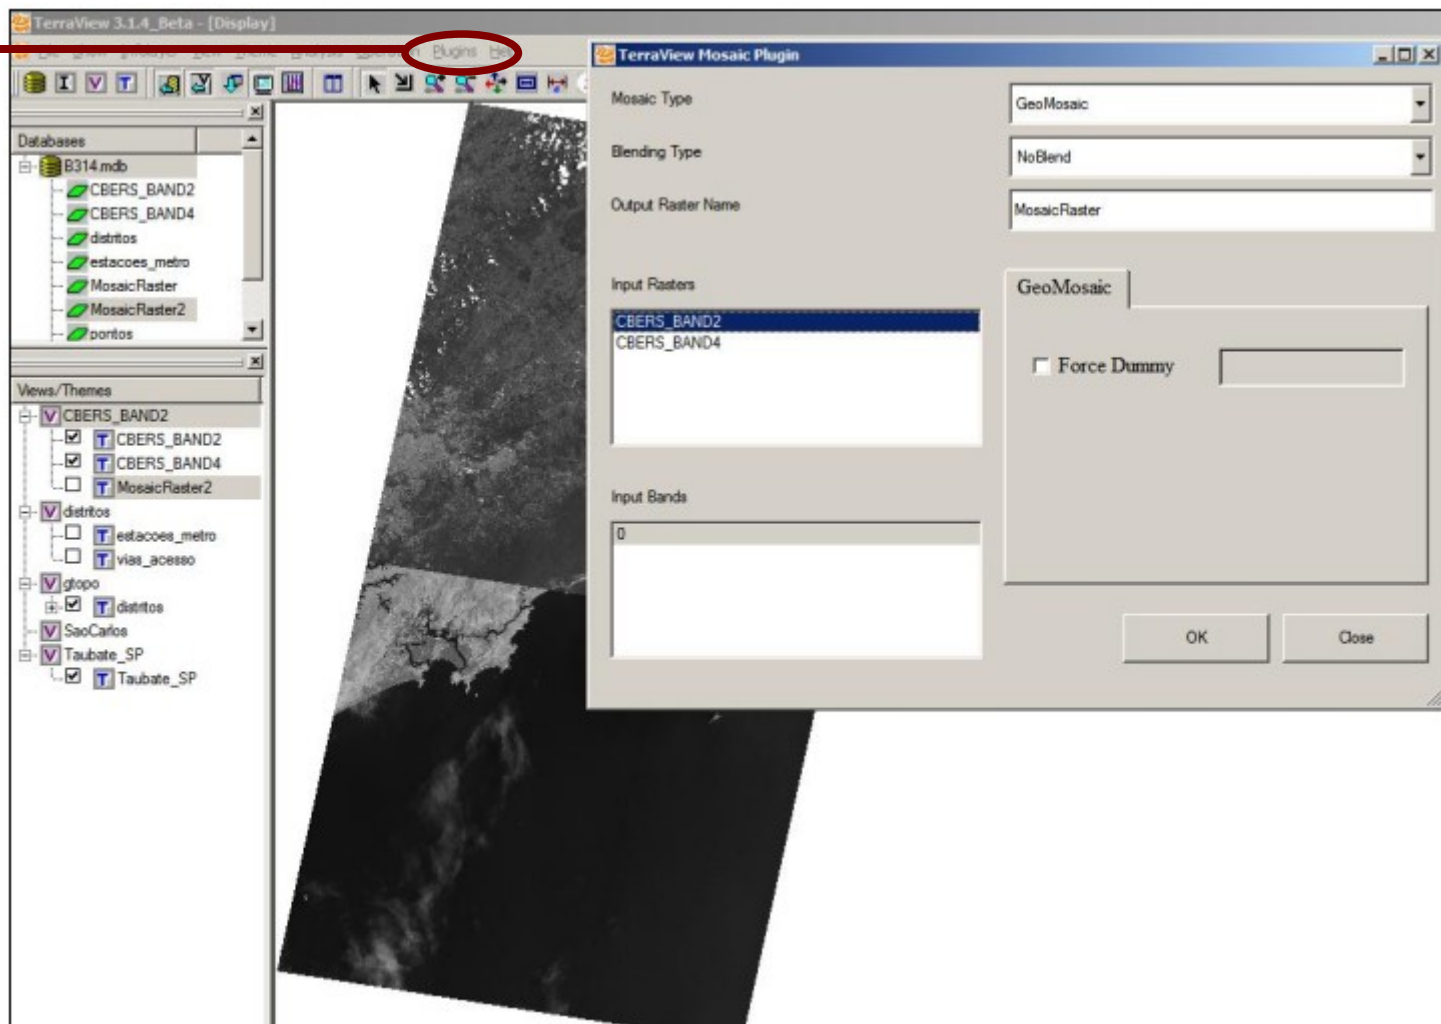 TerraView 3.1.4_Beta - [Display]
Plugins
Databases
B314.mdb
CBERS_BAND2
CBERS_BAND4
distritos
estacoes_metro
MosaicRaster
MosaicRaster2
pontos
Views/Themes
CBERS_BAND2
CBERS_BAND2
CBERS_BAND4
MosaicRaster2
distritos
estacoes_metro
vias_acesso
gtopo
distritos
SaoCarlos
Taubate_SP
Taubate_SP
TerraView Mosaic Plugin
Mosaic Type
GeoMosaic
Blending Type
NoBlend
Output Raster Name
MosaicRaster
Input Rasters
CBERS_BAND2
CBERS_BAND4
GeoMosaic
Force Dummy
Input Bands
0
OK
Close